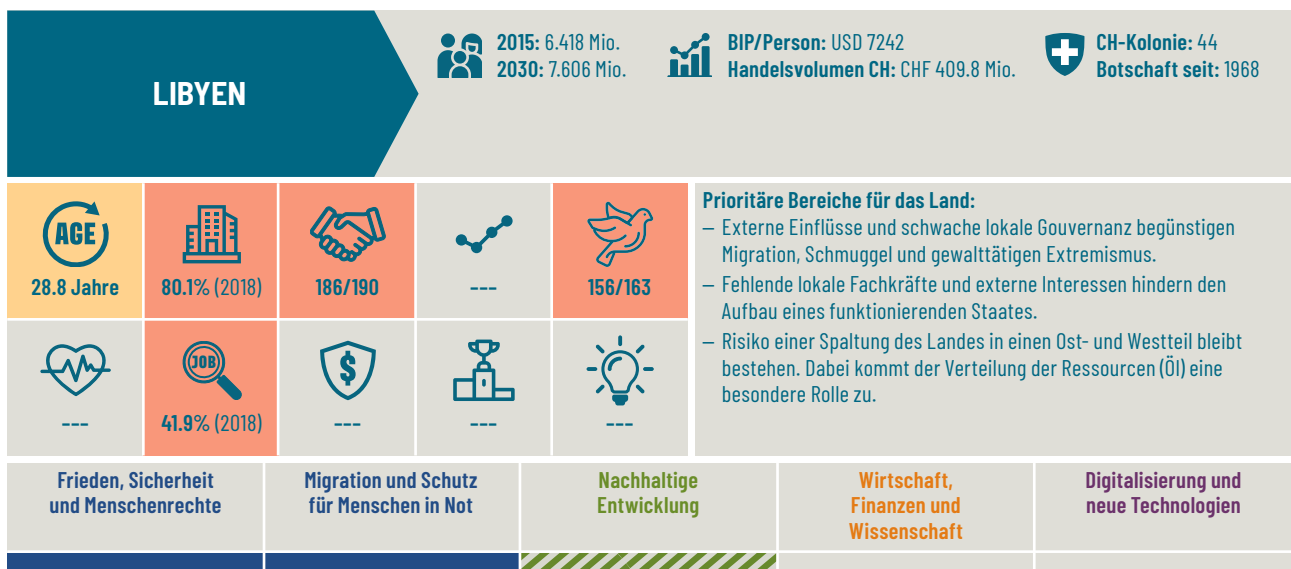 LIBYEN
2015: 6.418 Mio.
2030: 7.606 Mio.
BIP/Person: USD 7242
Handelsvolumen CH: CHF 409.8 Mio.
CH-Kolonie: 44
Botschaft seit: 1968
AGE
28.8 Jahre
80.1% (2018)
186/190
---
156/163
---
JOB
41.9% (2018)
$
---
---
---
Prioritäre Bereiche für das Land:
– Externe Einflüsse und schwache lokale Gouvernanz begünstigen
Migration, Schmuggel und gewalttätigen Extremismus.
– Fehlende lokale Fachkräfte und externe Interessen hindern den
Aufbau eines funktionierenden Staates.
– Risiko einer Spaltung des Landes in einen Ost- und Westteil bleibt
bestehen. Dabei kommt der Verteilung der Ressourcen (Öl) eine
besondere Rolle zu.
Frieden, Sicherheit
und Menschenrechte
Migration und Schutz
für Menschen in Not
Nachhaltige
Entwicklung
Wirtschaft,
Finanzen und
Wissenschaft
Digitalisierung und
neue Technologien